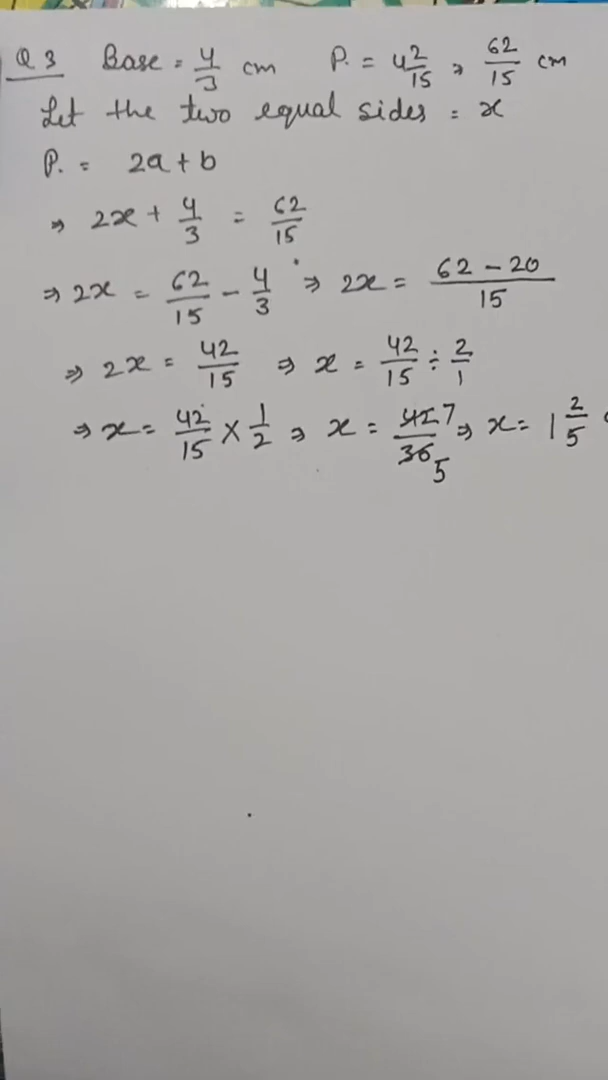 Q 3 Base = 4/3 cm P. = 4 2/15 ⇒ 62/15 cm
Let the two equal sides = x
P. = 2a + b
⇒ 2x + 4/3 = 62/15
⇒ 2x = 62/15 - 4/3 ⇒ 2x = (62 - 20)/15
⇒ 2x = 42/15 ⇒ x = 42/15 ÷ 2/1
⇒ x = 42/15 × 1/2 ⇒ x = 42/30 7/5 ⇒ x = 1 2/5